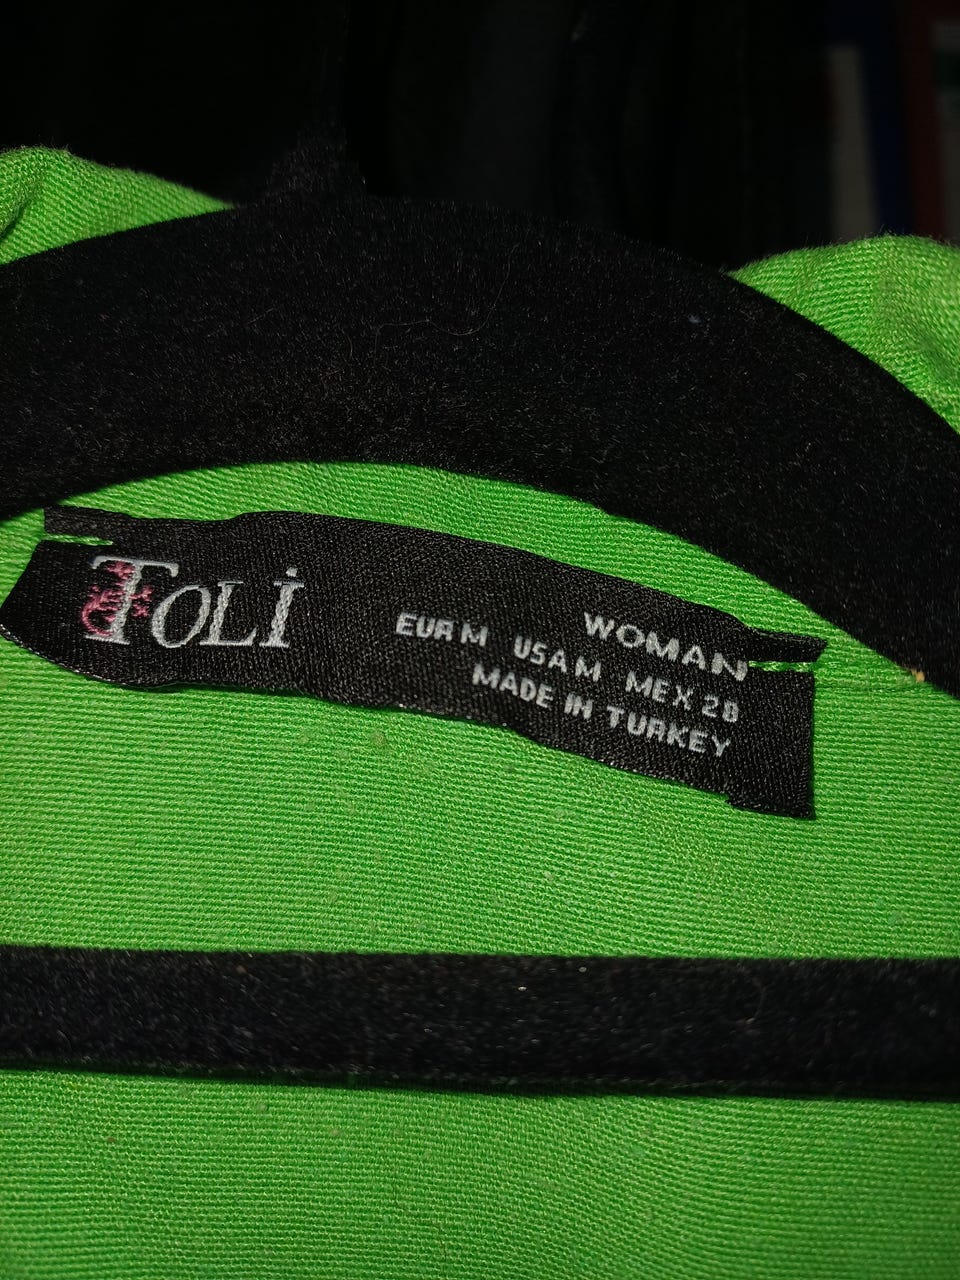 TOLİ
WOMAN
EUR M USA M MEX 28
MADE IN TURKEY